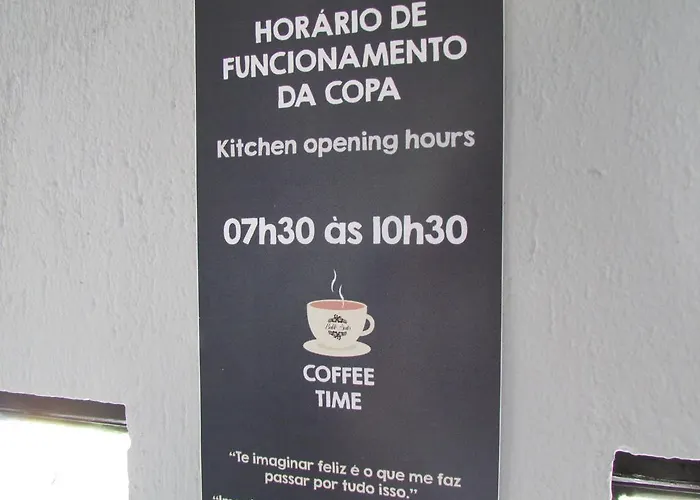 HORÁRIO DE
FUNCIONAMENTO
DA COPA
Kitchen opening hours
07h30 às 10h30
COFFEE
TIME
“Te imaginar feliz é o que me faz
passar por tudo isso.”